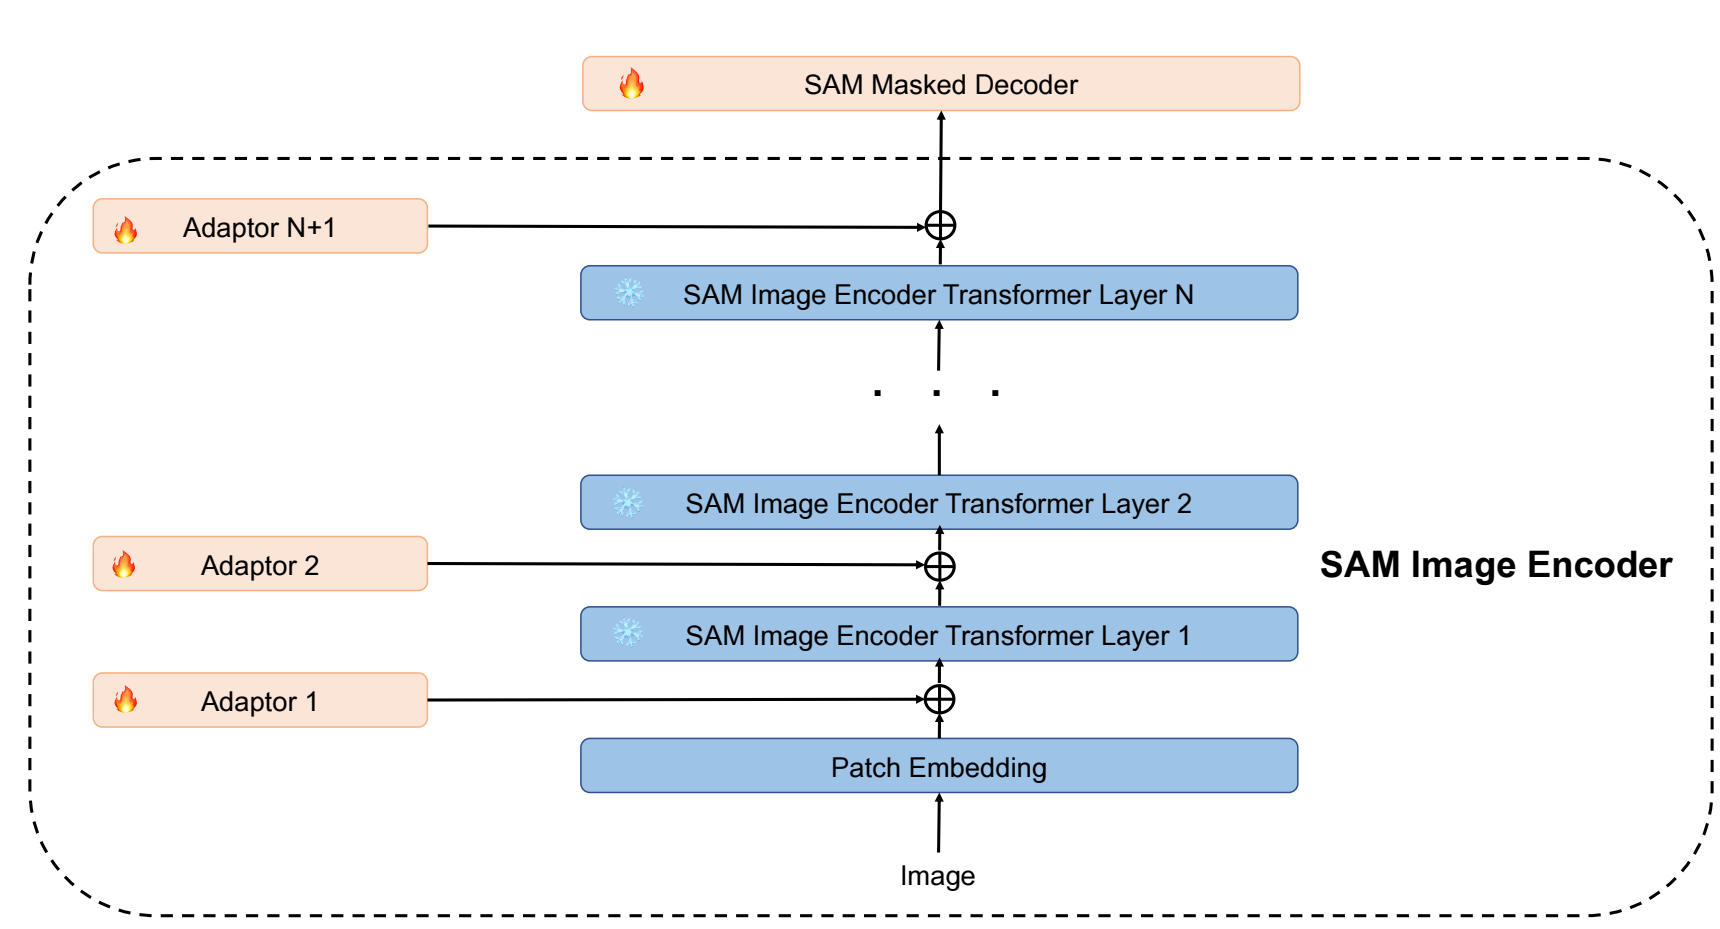 SAM Masked Decoder
Adaptor N+1
SAM Image Encoder Transformer Layer N
. . .
SAM Image Encoder Transformer Layer 2
Adaptor 2
SAM Image Encoder
SAM Image Encoder Transformer Layer 1
Adaptor 1
Patch Embedding
Image